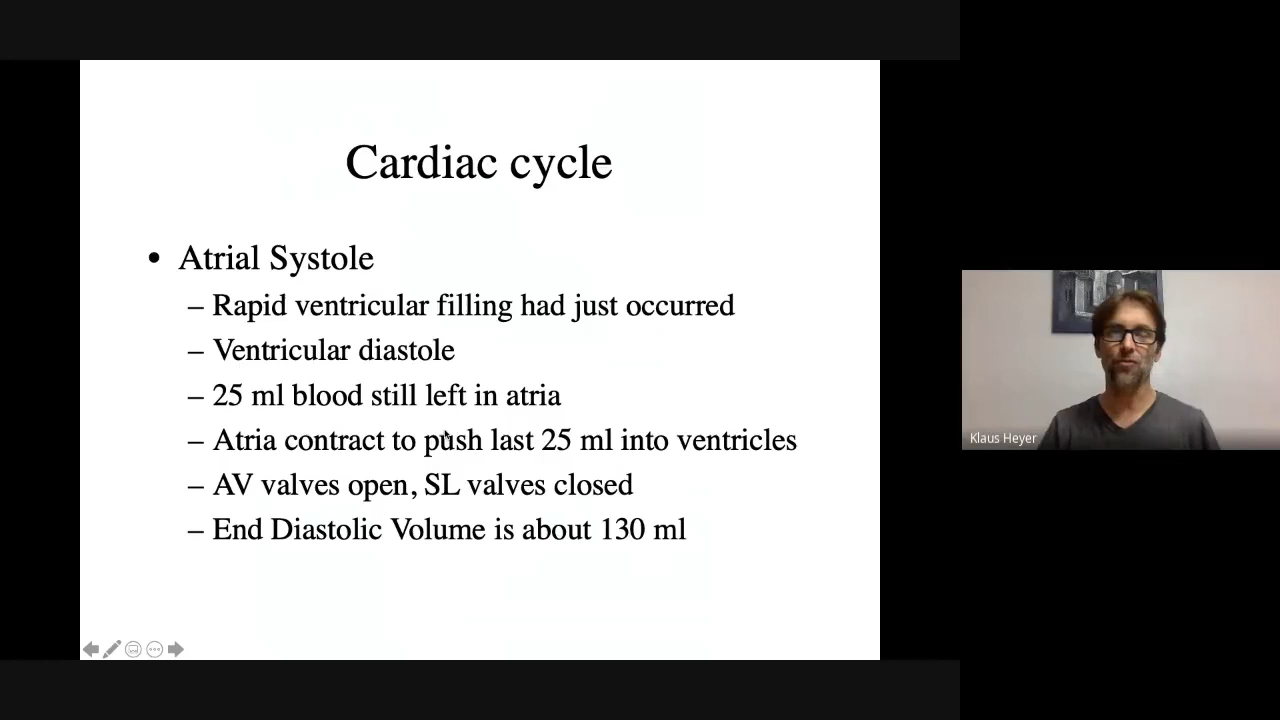 Cardiac cycle
• Atrial Systole
– Rapid ventricular filling had just occurred
– Ventricular diastole
– 25 ml blood still left in atria
– Atria contract to push last 25 ml into ventricles
– AV valves open, SL valves closed
– End Diastolic Volume is about 130 ml
Klaus Heyer